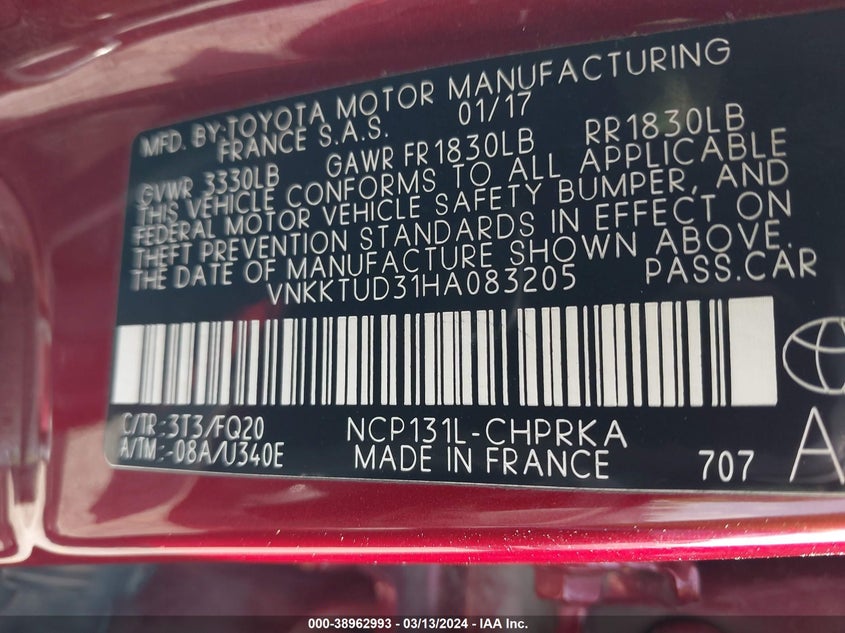 MFD. BY:TOYOTA MOTOR MANUFACTURING
FRANCE S.A.S. 01/17
GVWR 3330LB GAWR FR1830LB RR1830LB
THIS VEHICLE CONFORMS TO ALL APPLICABLE
FEDERAL MOTOR VEHICLE SAFETY BUMPER, AND
THEFT PREVENTION STANDARDS IN EFFECT ON
THE DATE OF MANUFACTURE SHOWN ABOVE.
VNKKTUD31HA083205 PASS.CAR
C/TR:3T3/FQ20 NCP131L-CHPRKA
A/TM:-08A/U340E MADE IN FRANCE 707 A
000-38962993 / 03/13/2024 - IAA Inc.